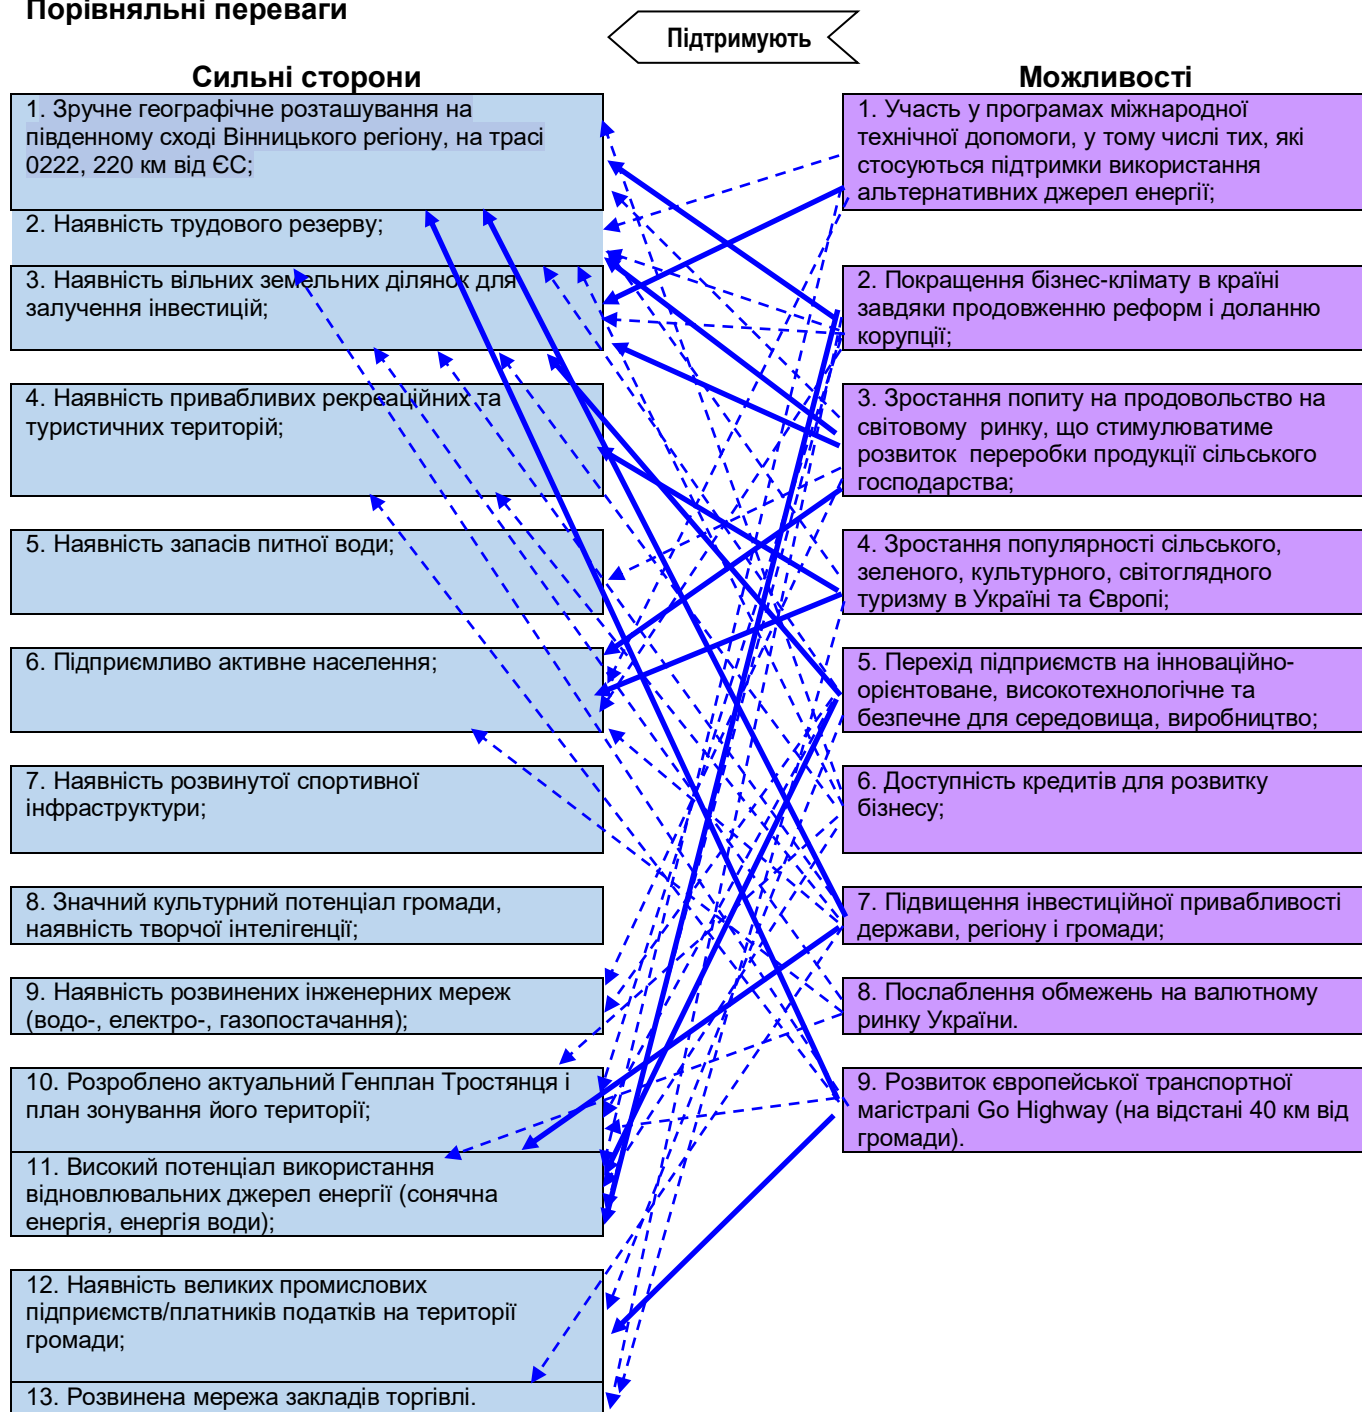 Порівняльні переваги
Підтримують
Сильні сторони
1. Зручне географічне розташування на
південному сході Вінницького регіону, на трасі
0222, 220 км від ЄС;
2. Наявність трудового резерву;
3. Наявність вільних земельних ділянок для
залучення інвестицій;
4. Наявність привабливих рекреаційних та
туристичних територій;
5. Наявність запасів питної води;
6. Підприємливо активне населення;
7. Наявність розвинутої спортивної
інфраструктури;
8. Значний культурний потенціал громади,
наявність творчої інтелігенції;
9. Наявність розвинених інженерних мереж
(водо-, електро-, газопостачання);
10. Розроблено актуальний Генплан Тростянця і
план зонування його території;
11. Високий потенціал використання
відновлювальних джерел енергії (сонячна
енергія, енергія води);
12. Наявність великих промислових
підприємств/платників податків на території
громади;
13. Розвинена мережа закладів торгівлі.
Можливості
1. Участь у програмах міжнародної
технічної допомоги, у тому числі тих, які
стосуються підтримки використання
альтернативних джерел енергії;
2. Покращення бізнес-клімату в країні
завдяки продовженню реформ і доланню
корупції;
3. Зростання попиту на продовольство на
світовому ринку, що стимулюватиме
розвиток переробки продукції сільського
господарства;
4. Зростання популярності сільського,
зеленого, культурного, світоглядного
туризму в Україні та Європі;
5. Перехід підприємств на інноваційно-
орієнтоване, високотехнологічне та
безпечне для середовища, виробництво;
6. Доступність кредитів для розвитку
бізнесу;
7. Підвищення інвестиційної привабливості
держави, регіону і громади;
8. Послаблення обмежень на валютному
ринку України.
9. Розвиток європейської транспортної
магістралі Go Highway (на відстані 40 км від
громади).